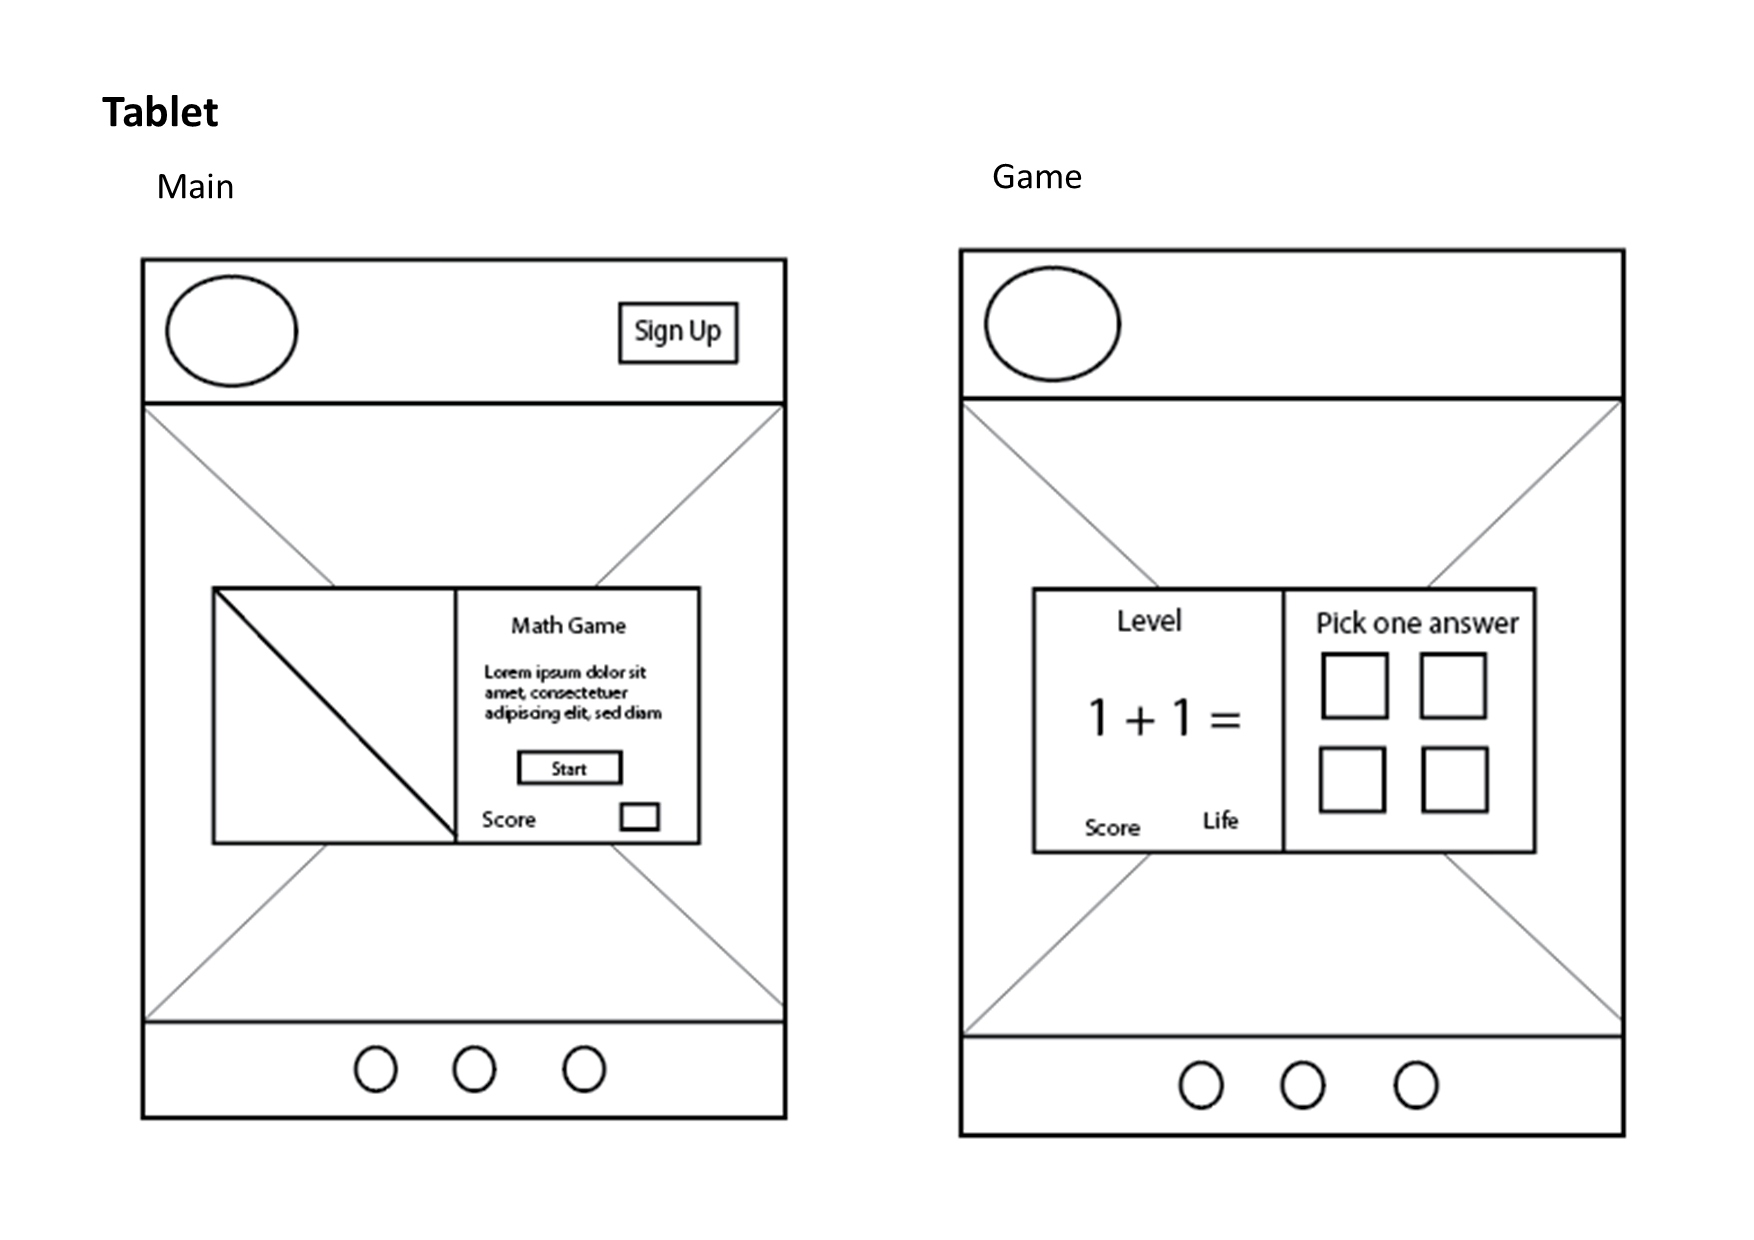 Tablet
Main
Sign Up
Math Game
Lorem ipsum dolor sit
amet, consectetuer
adipiscing elit, sed diam
Start
Score
Game
Level
1 + 1 =
Score
Life
Pick one answer